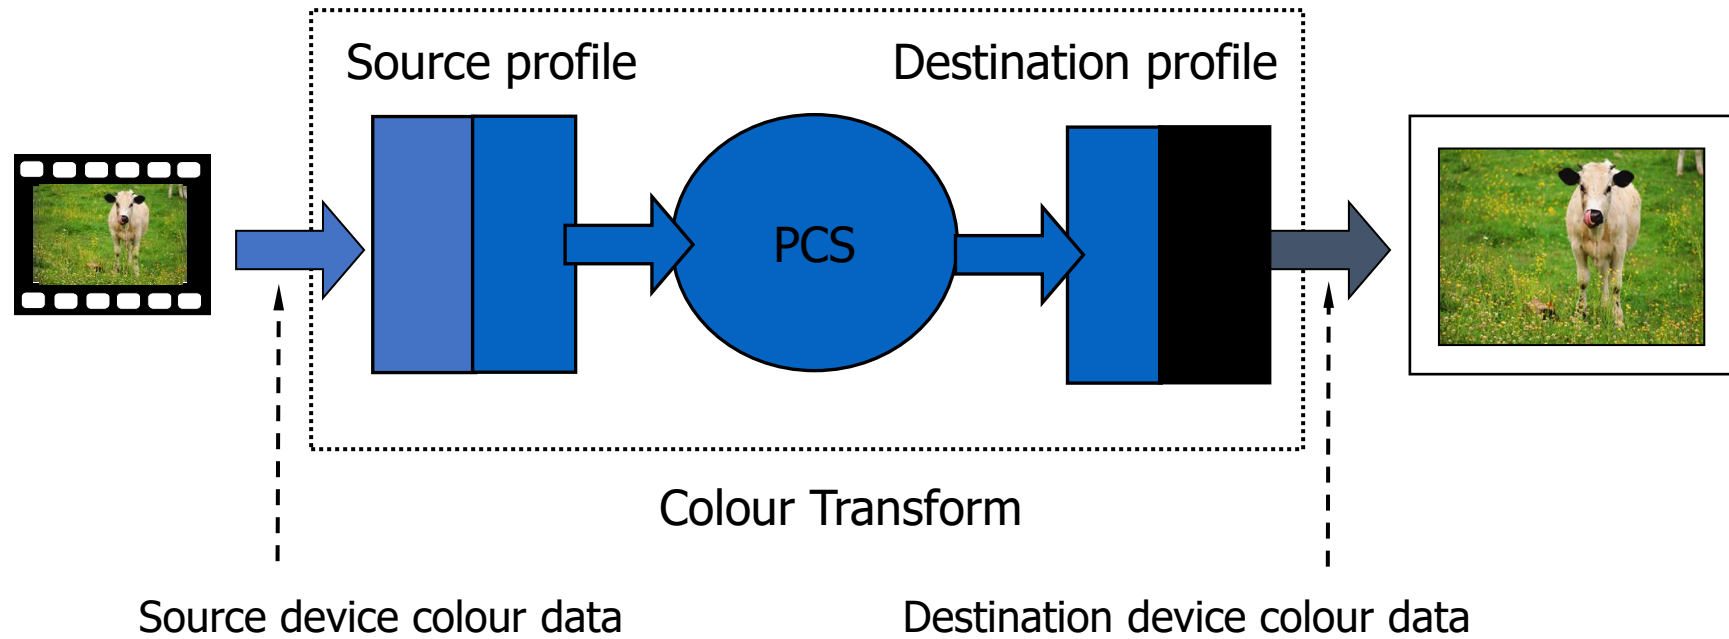 Source profile
Destination profile
PCS
Colour Transform
Source device colour data
Destination device colour data